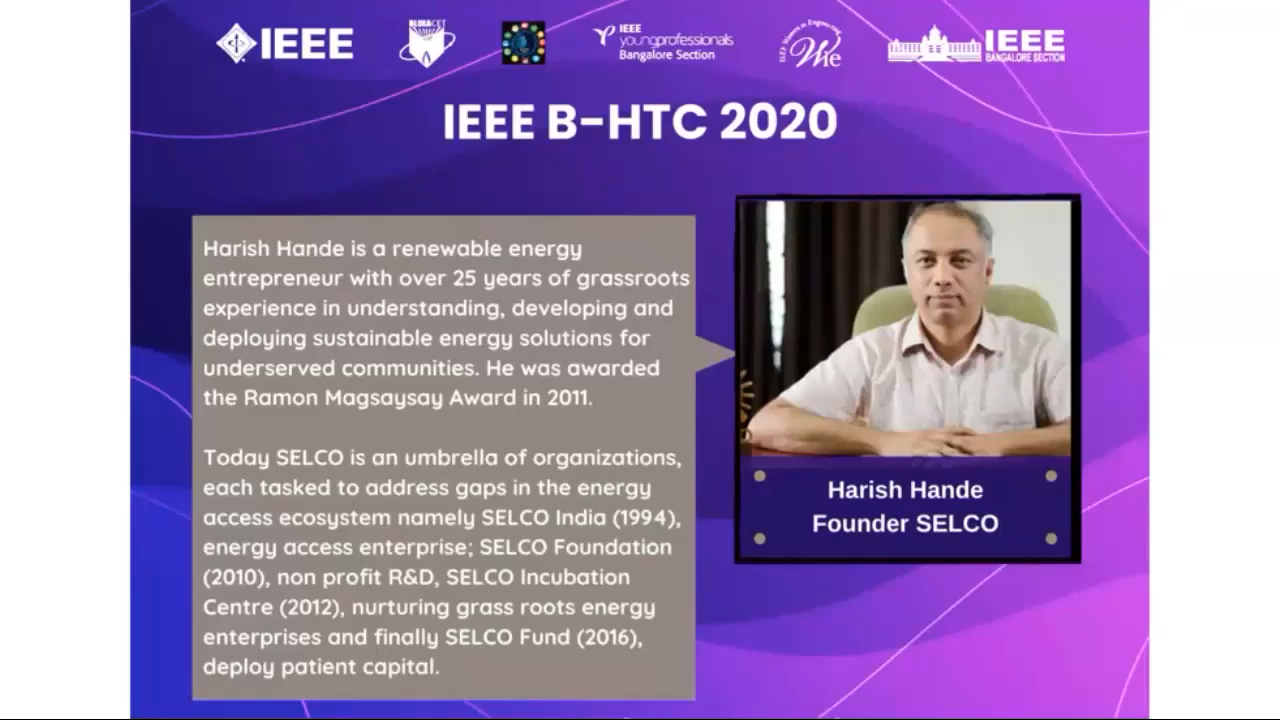 IEEE
IEEE
youngprofessionals
Bangalore Section
IEEE
BANGALORE SECTION
IEEE B-HTC 2020
Harish Hande is a renewable energy
entrepreneur with over 25 years of grassroots
experience in understanding, developing and
deploying sustainable energy solutions for
underserved communities. He was awarded
the Ramon Magsaysay Award in 2011.
Today SELCO is an umbrella of organizations,
each tasked to address gaps in the energy
access ecosystem namely SELCO India (1994),
energy access enterprise; SELCO Foundation
(2010), non profit R&D, SELCO Incubation
Centre (2012), nurturing grass roots energy
enterprises and finally SELCO Fund (2016),
deploy patient capital.
Harish Hande
Founder SELCO